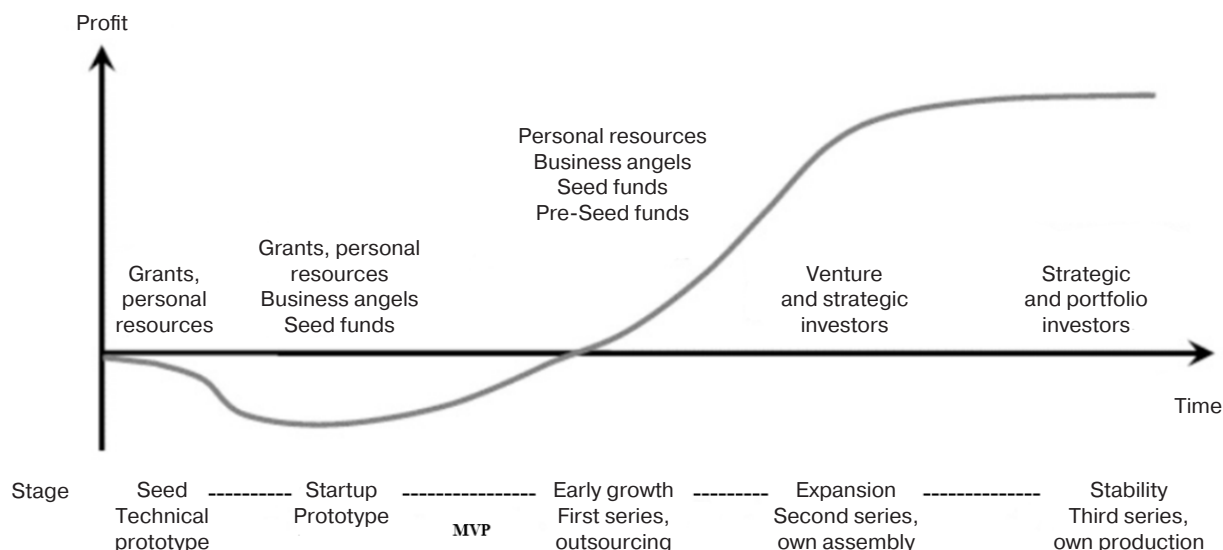 Profit
Personal resources
Business angels
Seed funds
Pre-Seed funds
Grants,
personal
resources
Grants, personal
resources
Business angels
Seed funds
Venture
and strategic
investors
Strategic
and portfolio
investors
Time
Stage
Seed
Technical
prototype
Startup
Prototype
MVP
Early growth
First series,
outsourcing
Expansion
Second series,
own assembly
Stability
Third series,
own production